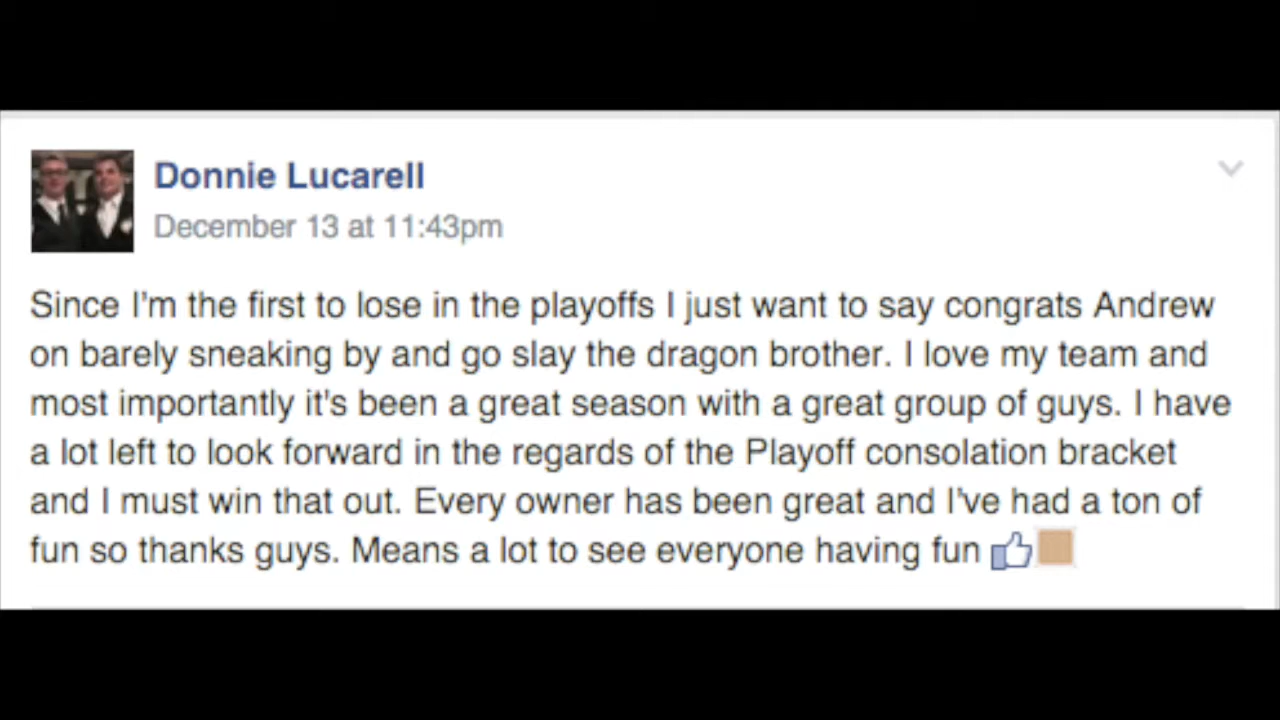 Donnie Lucarell
December 13 at 11:43pm
Since I'm the first to lose in the playoffs I just want to say congrats Andrew
on barely sneaking by and go slay the dragon brother. I love my team and
most importantly it's been a great season with a great group of guys. I have
a lot left to look forward in the regards of the Playoff consolation bracket
and I must win that out. Every owner has been great and I've had a ton of
fun so thanks guys. Means a lot to see everyone having fun